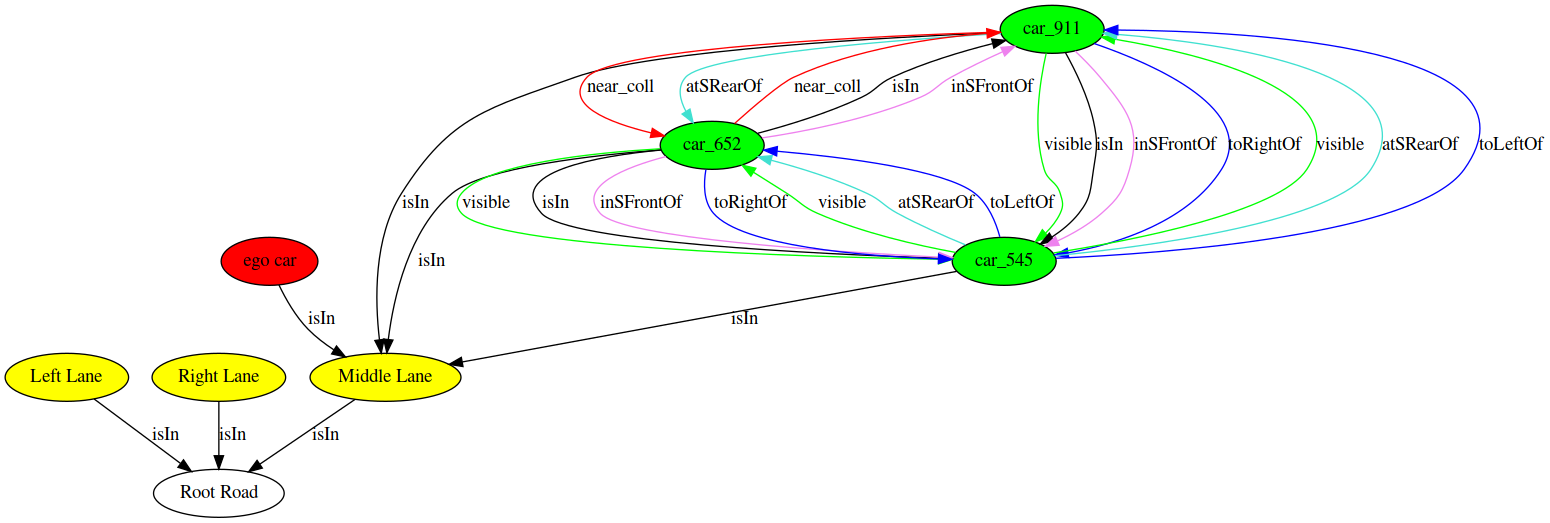 car_911
near_coll
atSRearOf
near_coll
isIn
inSFrontOf
car_652
visible
isIn
inSFrontOf
toRightOf
visible
atSRearOf
toLeftOf
isIn
visible
isIn
inSFrontOf
toRightOf
visible
atSRearOf
toLeftOf
ego car
isIn
car_545
isIn
isIn
Left Lane
Right Lane
Middle Lane
isIn
isIn
isIn
Root Road